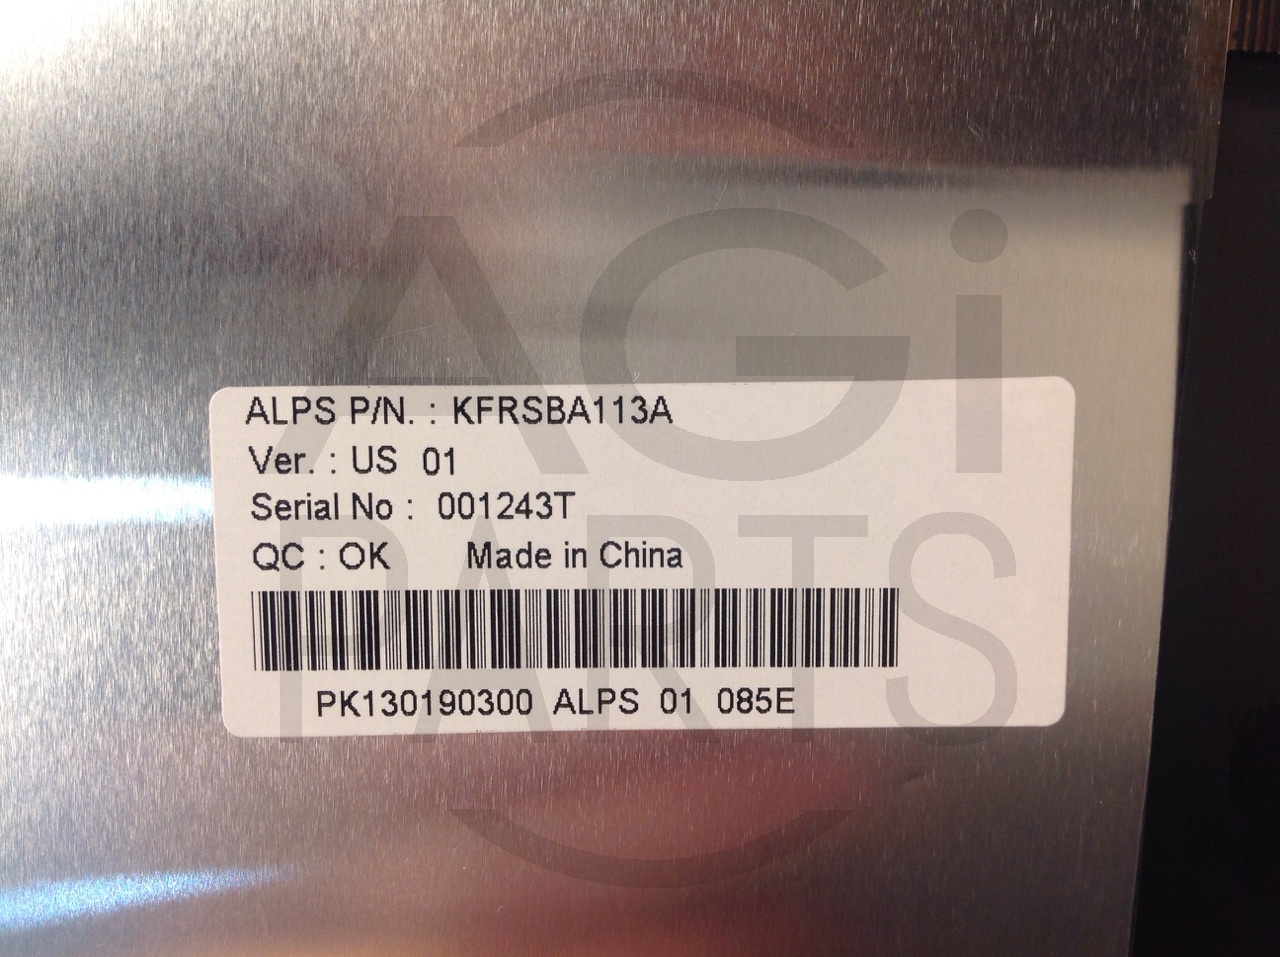 ALPS P/N. : KFRSBA113A
Ver. : US 01
Serial No : 001243T
QC : OK Made in China
PK130190300 ALPS 01 085E
AGi
PARTS